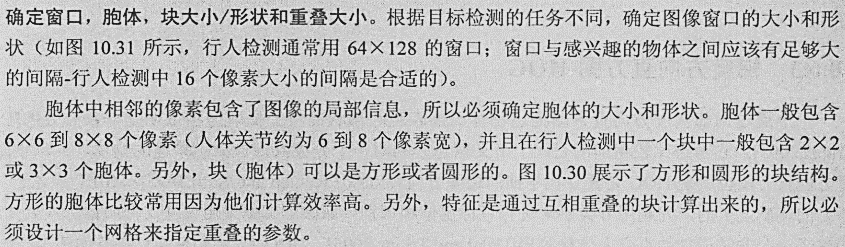 确定窗口，胞体，块大小/形状和重叠大小。根据目标检测的任务不同，确定图像窗口的大小和形
状（如图 10.31 所示，行人检测通常用 64×128 的窗口；窗口与感兴趣的物体之间应该有足够大
的间隔-行人检测中 16 个像素大小的间隔是合适的）。
胞体中相邻的像素包含了图像的局部信息，所以必须确定胞体的大小和形状。胞体一般包含
6×6 到 8×8 个像素（人体关节约为 6 到 8 个像素宽），并且在行人检测中一个块中一般包含 2×2
或 3×3 个胞体。另外，块（胞体）可以是方形或者圆形的。图 10.30 展示了方形和圆形的块结构。
方形的胞体比较常用因为他们计算效率高。另外，特征是通过互相重叠的块计算出来的，所以必
须设计一个网格来指定重叠的参数。